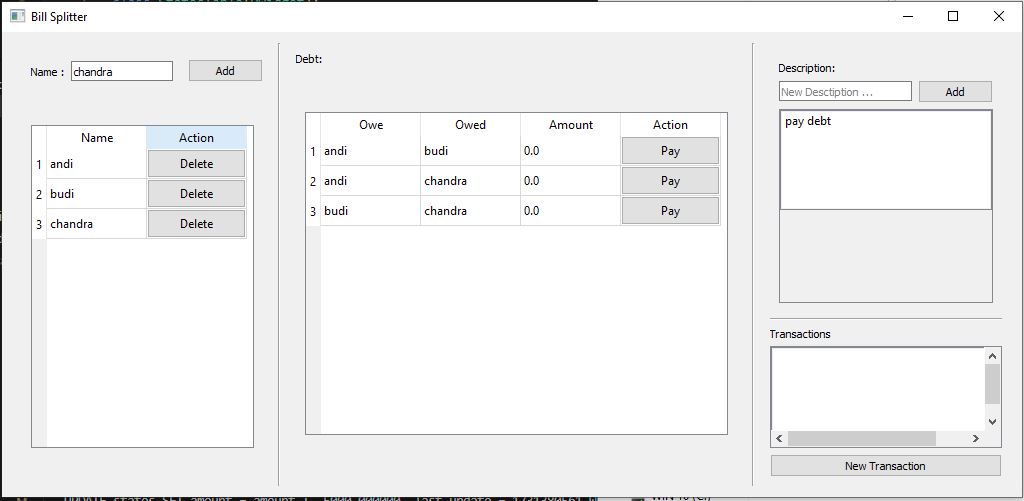 Bill Splitter
Name :
chandra
Add
Name
Action
1
andi
Delete
2
budi
Delete
3
chandra
Delete
Debt:
Owe
Owed
Amount
Action
1
andi
budi
0.0
Pay
2
andi
chandra
0.0
Pay
3
budi
chandra
0.0
Pay
Description:
New Desctiption ...
Add
pay debt
Transactions
New Transaction